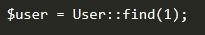 $user = User::find(1);